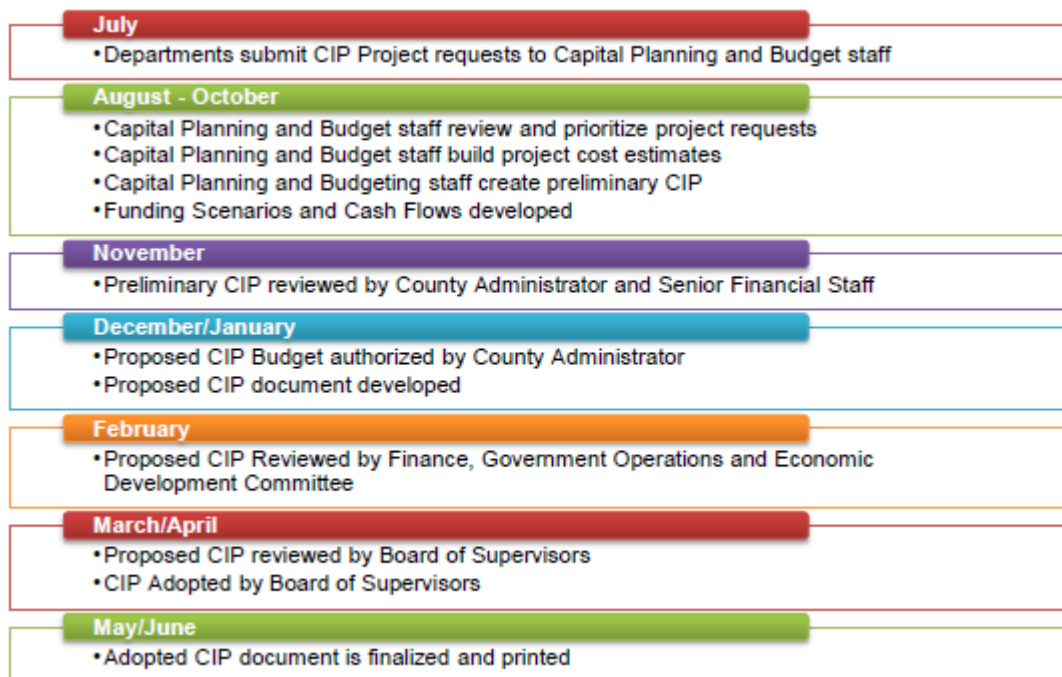 July
•Departments submit CIP Project requests to Capital Planning and Budget staff
August - October
•Capital Planning and Budget staff review and prioritize project requests
•Capital Planning and Budget staff build project cost estimates
•Capital Planning and Budgeting staff create preliminary CIP
•Funding Scenarios and Cash Flows developed
November
•Preliminary CIP reviewed by County Administrator and Senior Financial Staff
December/January
•Proposed CIP Budget authorized by County Administrator
•Proposed CIP document developed
February
•Proposed CIP Reviewed by Finance, Government Operations and Economic
Development Committee
March/April
•Proposed CIP reviewed by Board of Supervisors
•CIP Adopted by Board of Supervisors
May/June
•Adopted CIP document is finalized and printed